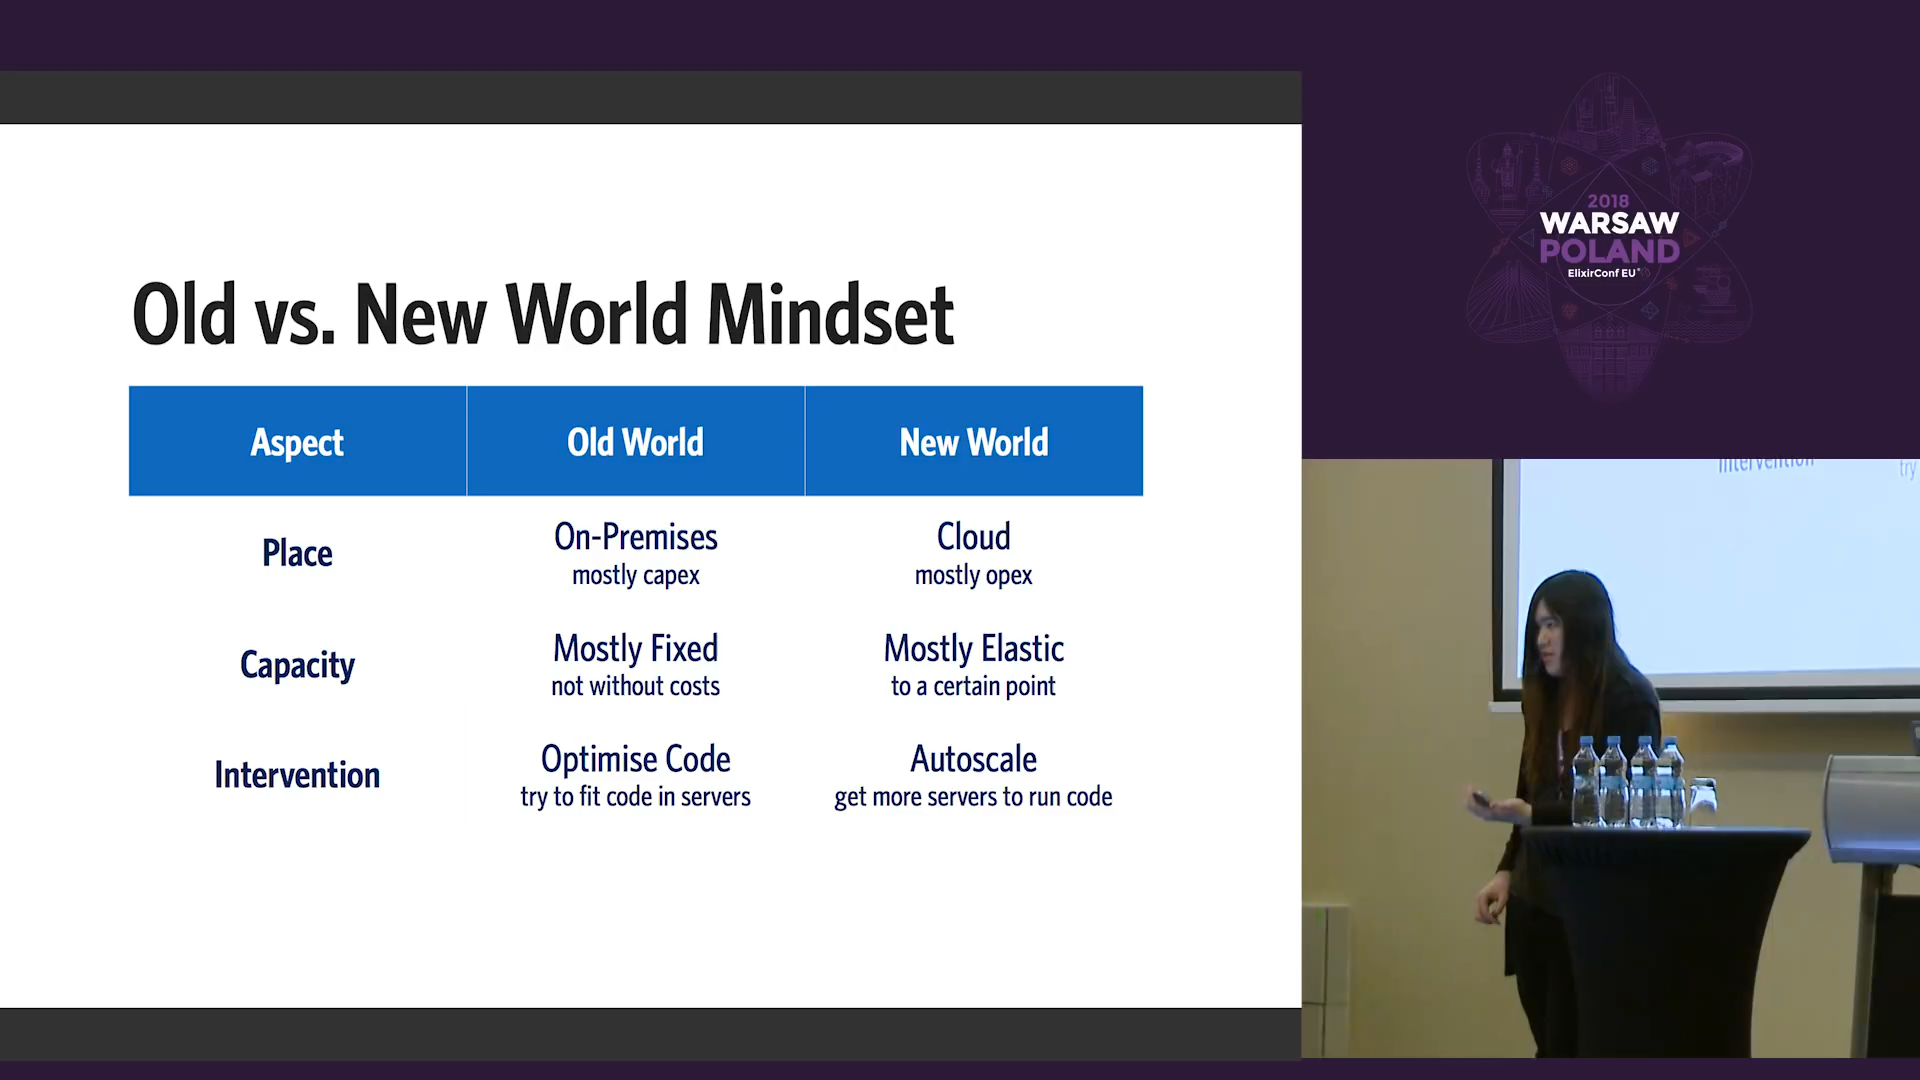 Old vs. New World Mindset
Aspect
Old World
New World
Place
On-Premises
mostly capex
Cloud
mostly opex
Capacity
Mostly Fixed
not without costs
Mostly Elastic
to a certain point
Intervention
Optimise Code
try to fit code in servers
Autoscale
get more servers to run code
2018
WARSAW
POLAND
ElixirConf EU
Intervention
try